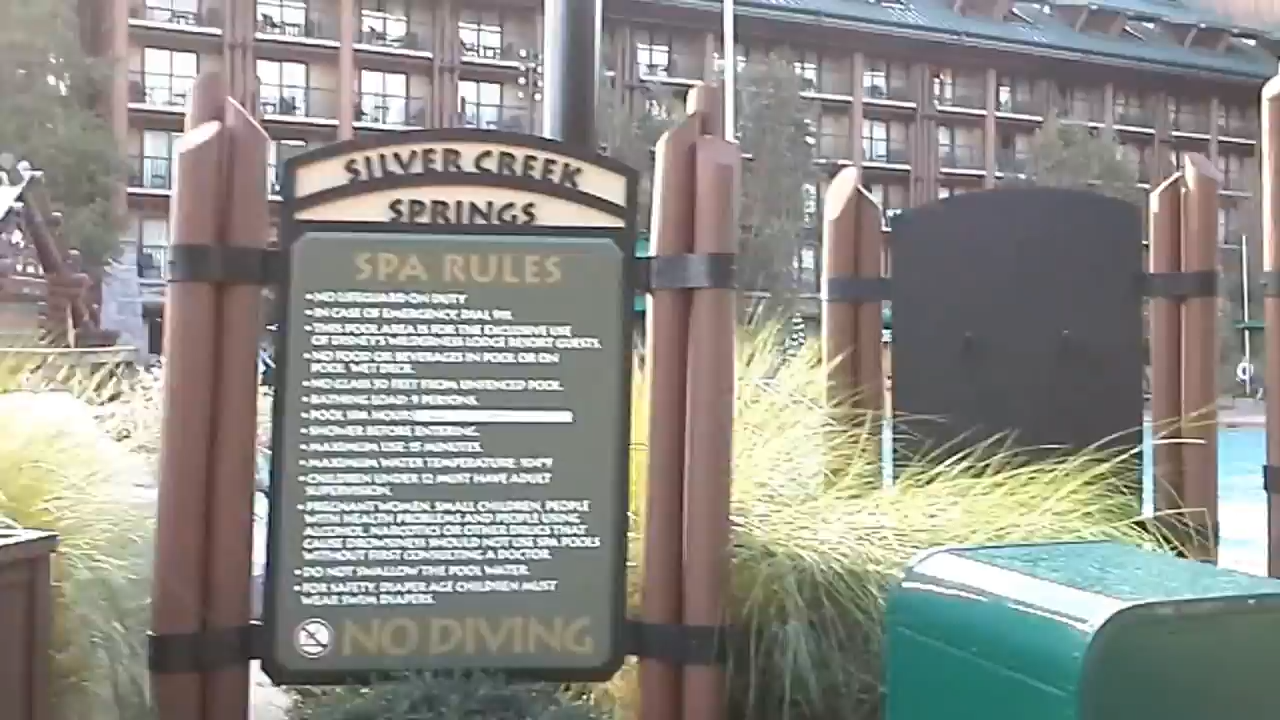 SILVER CREEK
SPRINGS
SPA RULES
• NO LIFEGUARD ON DUTY
• IN CASE OF EMERGENCY, DIAL 911.
• THIS POOL AREA IS FOR THE EXCLUSIVE USE
OF DISNEY'S WILDERNESS LODGE RESORT GUESTS.
• NO FOOD OR BEVERAGES IN POOL OR ON
POOL WET DECK.
• NO GLASS 50 FEET FROM UNFENCED POOL.
• BATHING LOAD: 9 PERSONS.
• POOL SPA HOURS
• SHOWER BEFORE ENTERING.
• MAXIMUM USE: 15 MINUTES.
• MAXIMUM WATER TEMPERATURE: 104°F
• CHILDREN UNDER 12 MUST HAVE ADULT
SUPERVISION.
• PREGNANT WOMEN, SMALL CHILDREN, PEOPLE
WITH HEALTH PROBLEMS AND PEOPLE USING
ALCOHOL, NARCOTICS OR OTHER DRUGS THAT
CAUSE DROWSINESS SHOULD NOT USE SPA POOLS
WITHOUT FIRST CONSULTING A DOCTOR.
• DO NOT SWALLOW THE POOL WATER.
• FOR SAFETY, DIAPER AGE CHILDREN MUST
WEAR SWIM DIAPERS.
NO DIVING